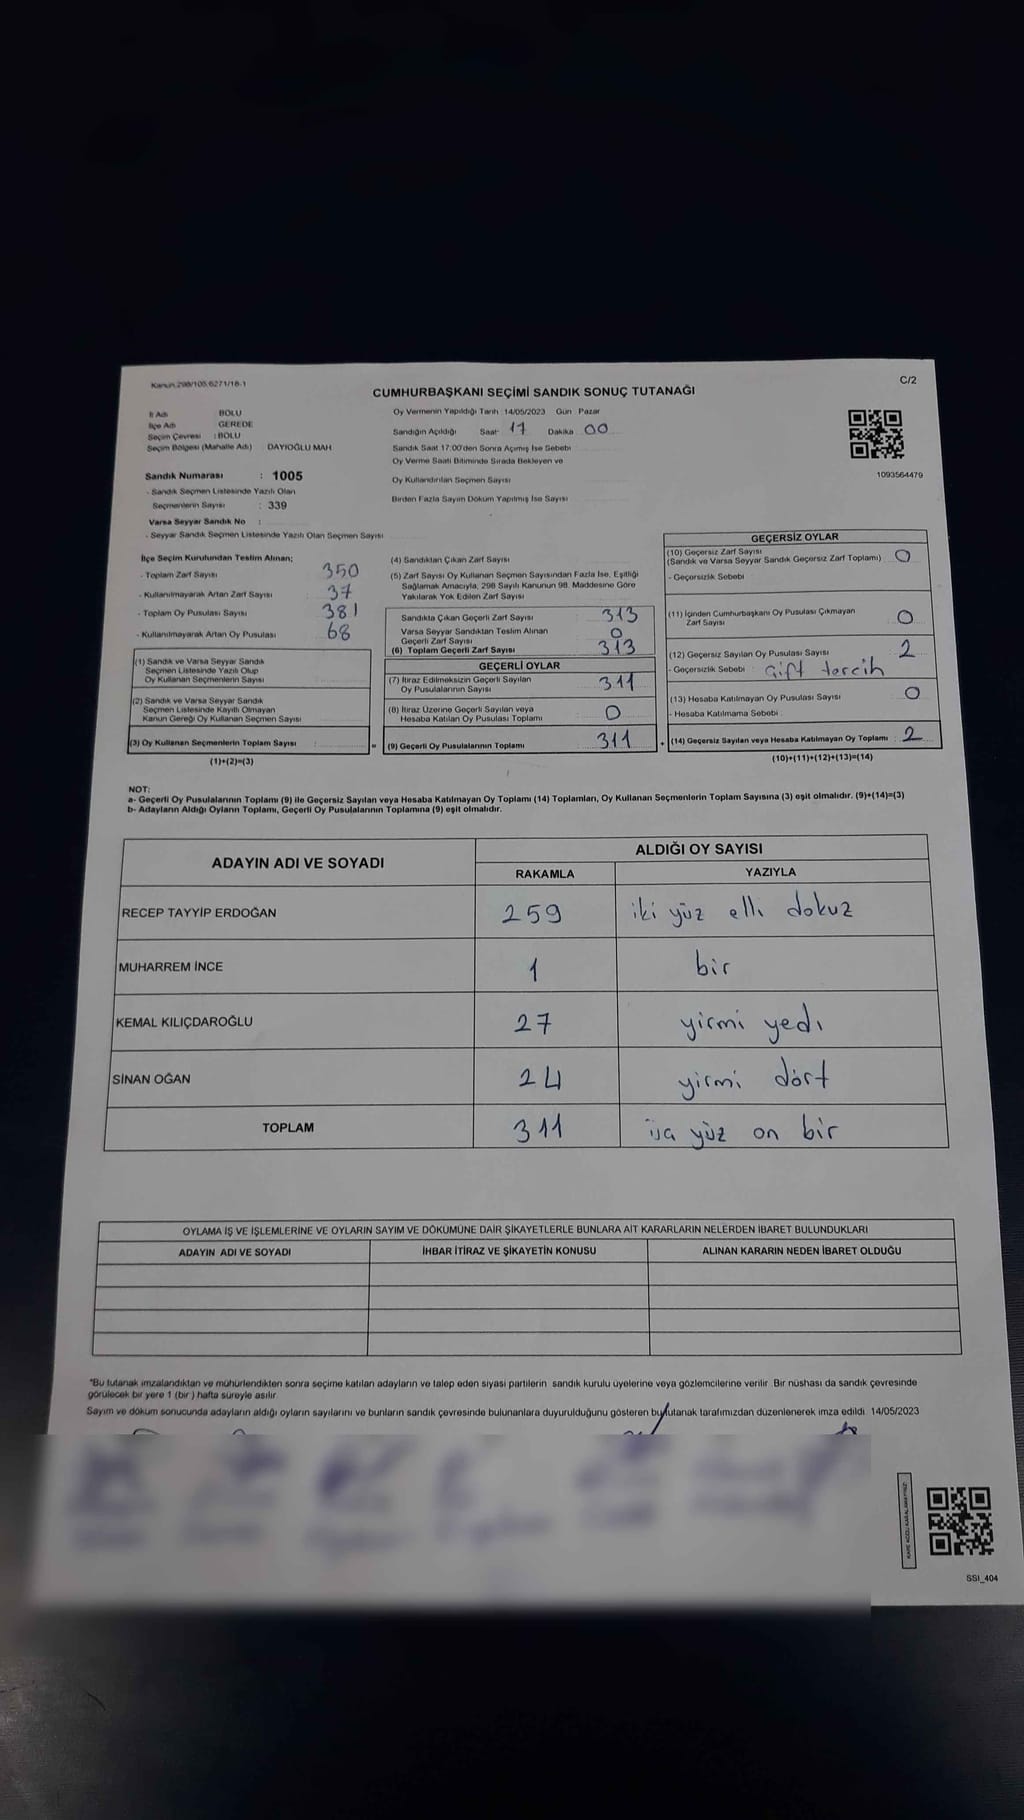 Kanun:298/105,6271/18-1
C/2
CUMHURBAŞKANI SEÇİMİ SANDIK SONUÇ TUTANAĞI
İl Adı BOLU
İlçe Adı GEREDE
Seçim Çevresi : BOLU
Seçim Bölgesi (Mahalle Adı) DAYIOĞLU MAH
Sandık Numarası : 1005
- Sandık Seçmen Listesinde Yazılı Olan
Seçmenlerin Sayısı : 339
Varsa Seyyar Sandık No :
- Seyyar Sandık Seçmen Listesinde Yazılı Olan Seçmen Sayısı
Oy Vermenin Yapıldığı Tarih 14/05/2023 Gün Pazar
Sandığın Açıldığı Saat 17 Dakika 00
Sandık Saat 17:00'den Sonra Açımış İse Sebebi
Oy Verme Saati Bitiminde Sırada Bekleyen ve
Oy Kullandırılan Seçmen Sayısı
Birden Fazla Sayım Döküm Yapılmış İse Sayısı
1093564479
İlçe Seçim Kurulundan Teslim Alınan;
- Toplam Zarf Sayısı 350
- Kullanılmayarak Artan Zarf Sayısı 37
- Toplam Oy Pusulası Sayısı 381
- Kullanılmayarak Artan Oy Pusulası 68
(1) Sandık ve Varsa Seyyar Sandık
Seçmen Listesinde Yazılı Olup
Oy Kullanan Seçmenlerin Sayısı
(2) Sandık ve Varsa Seyyar Sandık
Seçmen Listesinde Kayıtlı Olmayan
Kanun Gereği Oy Kullanan Seçmen Sayısı
(3) Oy Kullanan Seçmenlerin Toplam Sayısı :
=
(1)+(2)=(3)
(4) Sandıktan Çıkan Zarf Sayısı
(5) Zarf Sayısı Oy Kullanan Seçmen Sayısından Fazla İse, Eşitliği
Sağlamak Amacıyla, 298 Sayılı Kanunun 98. Maddesine Göre
Yakılarak Yok Edilen Zarf Sayısı
Sandıkta Çıkan Geçerli Zarf Sayısı 313
Varsa Seyyar Sandıktan Teslim Alınan
Geçerli Zarf Sayısı 0
(6) Toplam Geçerli Zarf Sayısı 313
GEÇERLİ OYLAR
(7) İtiraz Edilmeksizin Geçerli Sayılan
Oy Pusulalarının Sayısı 311
(8) İtiraz Üzerine Geçerli Sayılan veya
Hesaba Katılan Oy Pusulası Toplamı 0
(9) Geçerli Oy Pusulalarının Toplamı 311
+
GEÇERSİZ OYLAR
(10) Geçersiz Zarf Sayısı
(Sandık ve Varsa Seyyar Sandık Geçersiz Zarf Toplamı) 0
- Geçersizlik Sebebi
(11) İçinden Cumhurbaşkanı Oy Pusulası Çıkmayan
Zarf Sayısı 0
(12) Geçersiz Sayılan Oy Pusulası Sayısı 2
- Geçersizlik Sebebi : Çift tercih
(13) Hesaba Katılmayan Oy Pusulası Sayısı 0
- Hesaba Katılmama Sebebi
(14) Geçersiz Sayılan veya Hesaba Katılmayan Oy Toplamı : 2
(10)+(11)+(12)+(13)=(14)
NOT:
a- Geçerli Oy Pusulalarının Toplamı (9) ile Geçersiz Sayılan veya Hesaba Katılmayan Oy Toplamı (14) Toplamları, Oy Kullanan Seçmenlerin Toplam Sayısına (3) eşit olmalıdır. (9)+(14)=(3)
b- Adayların Aldığı Oyların Toplamı, Geçerli Oy Pusulalarının Toplamına (9) eşit olmalıdır.
ADAYIN ADI VE SOYADI ALDIĞI OY SAYISI
RAKAMLA YAZIYLA
RECEP TAYYİP ERDOĞAN 259 iki yüz elli dokuz
MUHARREM İNCE 1 bir
KEMAL KILIÇDAROĞLU 27 yirmi yedi
SİNAN OĞAN 24 yirmi dört
TOPLAM 311 üç yüz on bir
OYLAMA İŞ VE İŞLEMLERİNE VE OYLARIN SAYIM VE DÖKÜMÜNE DAİR ŞİKAYETLERLE BUNLARA AİT KARARLARIN NELERDEN İBARET BULUNDUKLARI
ADAYIN ADI VE SOYADI İHBAR İTİRAZ VE ŞİKAYETİN KONUSU ALINAN KARARIN NEDEN İBARET OLDUĞU
*Bu tutanak imzalandıktan ve mühürlendikten sonra seçime katılan adayların ve talep eden siyasi partilerin sandık kurulu üyelerine veya gözlemcilerine verilir. Bir nüshası da sandık çevresinde
görülecek bir yere 1 (bir ) hafta süreyle asılır.
Sayım ve döküm sonucunda adayların aldığı oyların sayılarını ve bunların sandık çevresinde bulunanlara duyurulduğunu gösteren bu tutanak tarafımızdan düzenlenerek imza edildi. 14/05/2023
KARE KODU KARALAMAYINIZ!
SSI_404